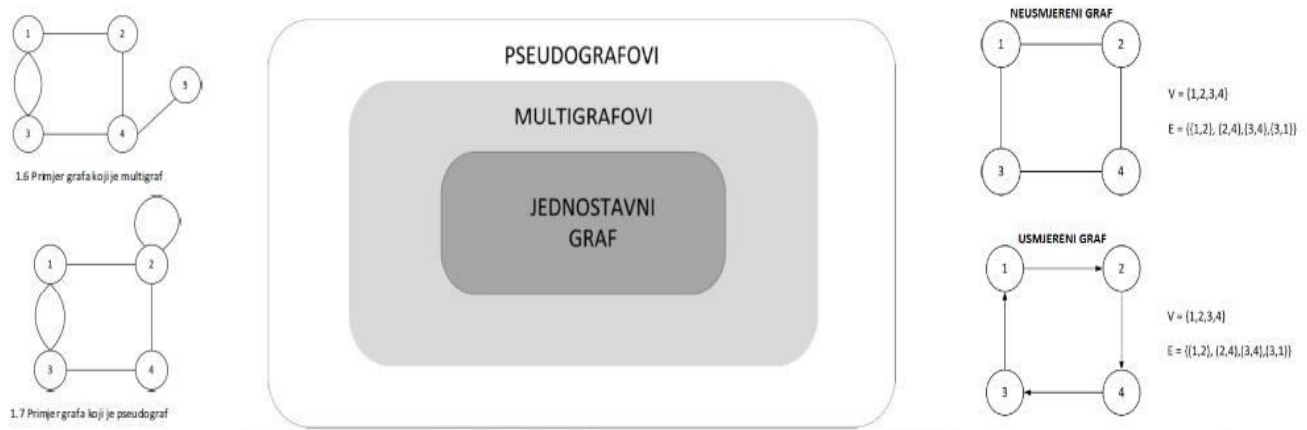 1
2
3
4
5
1.6 Primjer grafa koji je multigraf
1
2
3
4
1.7 Primjer grafa koji je pseudograf
PSEUDOGRAFOVI
MULTIGRAFOVI
JEDNOSTAVNI
GRAF
NEUSMJERENI GRAF
1
2
3
4
V = {1,2,3,4}
E = {{1,2}, {2,4},{3,4},{3,1}}
USMJERENI GRAF
1
2
3
4
V = {1,2,3,4}
E = {(1,2), (2,4),(3,4),(3,1)}